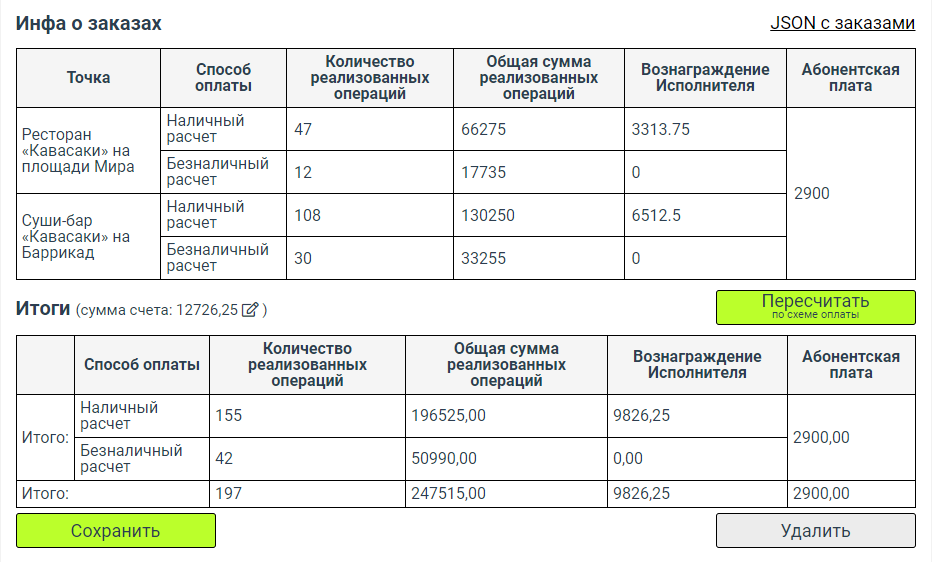 Инфа о заказах
JSON с заказами
Точка
Способ
оплаты
Количество
реализованных
операций
Общая сумма
реализованных
операций
Вознаграждение
Исполнителя
Абонентская
плата
Ресторан
«Кавасаки» на
площади Мира
Наличный
расчет
47
66275
3313.75
2900
Безналичный
расчет
12
17735
0
Суши-бар
«Кавасаки» на
Баррикад
Наличный
расчет
108
130250
6512.5
Безналичный
расчет
30
33255
0
Итоги (сумма счета: 12726,25 )
Пересчитать
по схеме оплаты
Способ оплаты
Количество
реализованных
операций
Общая сумма
реализованных
операций
Вознаграждение
Исполнителя
Абонентская
плата
Итого:
Наличный
расчет
155
196525,00
9826,25
2900,00
Безналичный
расчет
42
50990,00
0,00
Итого:
197
247515,00
9826,25
2900,00
Сохранить
Удалить